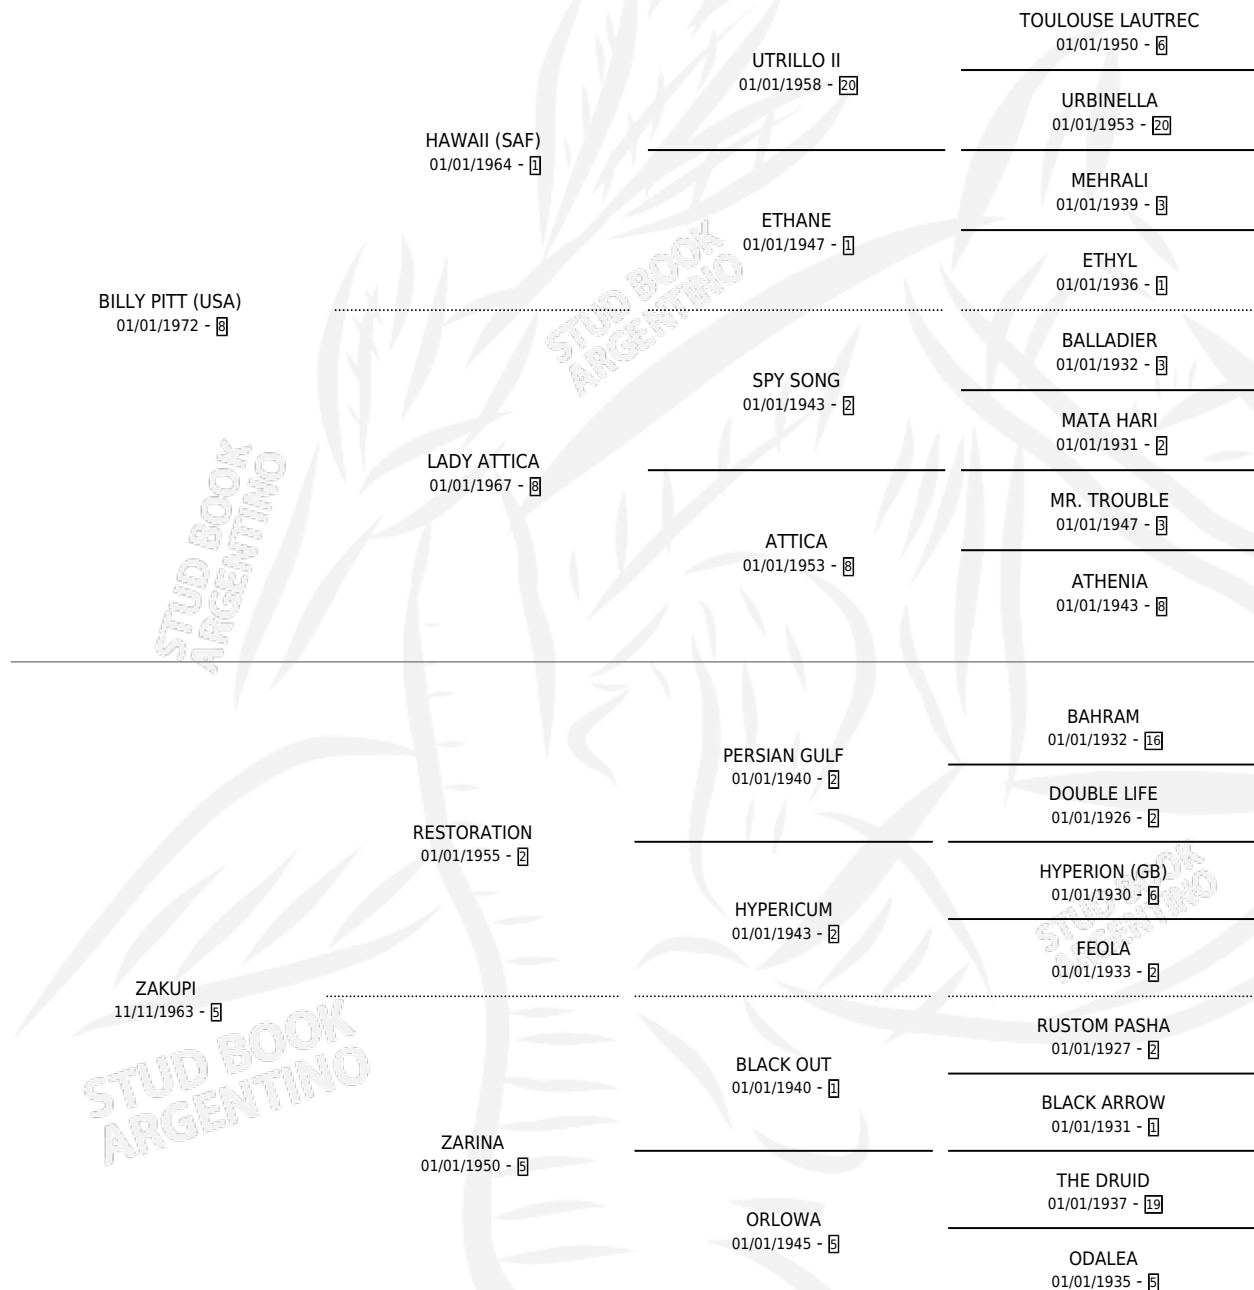 TOULOUSE LAUTREC
01/01/1950 - 6
UTRILLO II
01/01/1958 - 20
URBINELLA
01/01/1953 - 20
HAWAII (SAF)
01/01/1964 - 1
MEHRALI
01/01/1939 - 3
ETHANE
01/01/1947 - 1
ETHYL
01/01/1936 - 1
BILLY PITT (USA)
01/01/1972 - 8
BALLADIER
01/01/1932 - 3
SPY SONG
01/01/1943 - 2
MATA HARI
01/01/1931 - 2
LADY ATTICA
01/01/1967 - 8
MR. TROUBLE
01/01/1947 - 3
ATTICA
01/01/1953 - 8
ATHENIA
01/01/1943 - 8
BAHRAM
01/01/1932 - 16
PERSIAN GULF
01/01/1940 - 2
DOUBLE LIFE
01/01/1926 - 2
RESTORATION
01/01/1955 - 2
HYPERION (GB)
01/01/1930 - 6
HYPERICUM
01/01/1943 - 2
FEOLA
01/01/1933 - 2
ZAKUPI
11/11/1963 - 5
RUSTOM PASHA
01/01/1927 - 2
BLACK OUT
01/01/1940 - 1
BLACK ARROW
01/01/1931 - 1
ZARINA
01/01/1950 - 5
THE DRUID
01/01/1937 - 19
ORLOWA
01/01/1945 - 5
ODALEA
01/01/1935 - 5
STUD BOOK
ARGENTINO
STUD BOOK
ARGENTINO
STUD BOOK
ARGENTINO
STUD BOOK
ARGENTINO